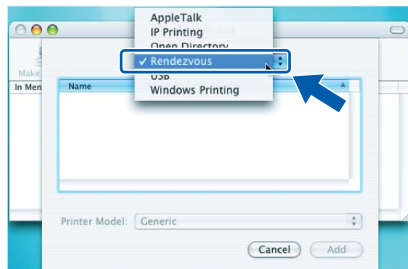 AppleTalk
IP Printing
Open Directory
✓ Rendezvous
USB
Windows Printing
Make
In Men
Name
Printer Model: Generic
Cancel Add